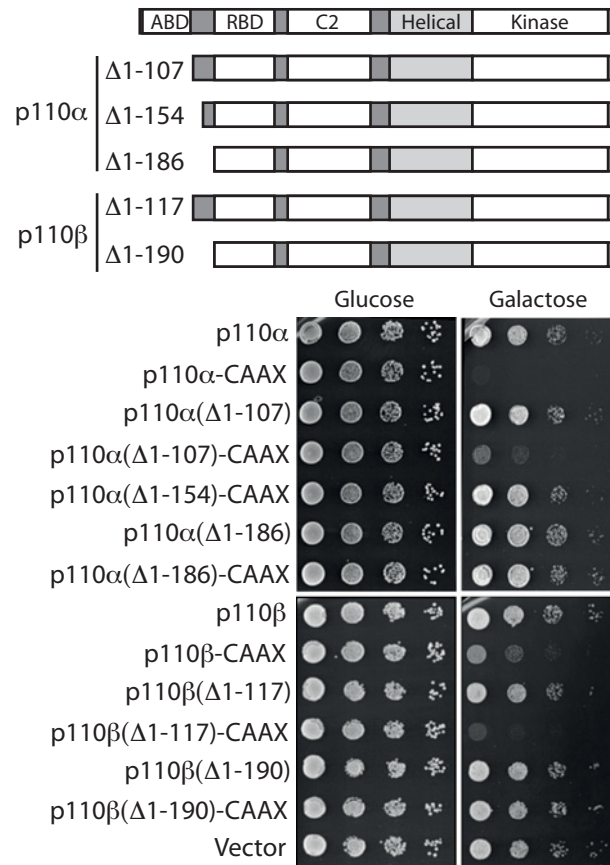 ABD RBD C2 Helical Kinase
p110α
Δ1-107
Δ1-154
Δ1-186
p110β
Δ1-117
Δ1-190
Glucose Galactose
p110α
p110α-CAAX
p110α(Δ1-107)
p110α(Δ1-107)-CAAX
p110α(Δ1-154)-CAAX
p110α(Δ1-186)
p110α(Δ1-186)-CAAX
p110β
p110β-CAAX
p110β(Δ1-117)
p110β(Δ1-117)-CAAX
p110β(Δ1-190)
p110β(Δ1-190)-CAAX
Vector